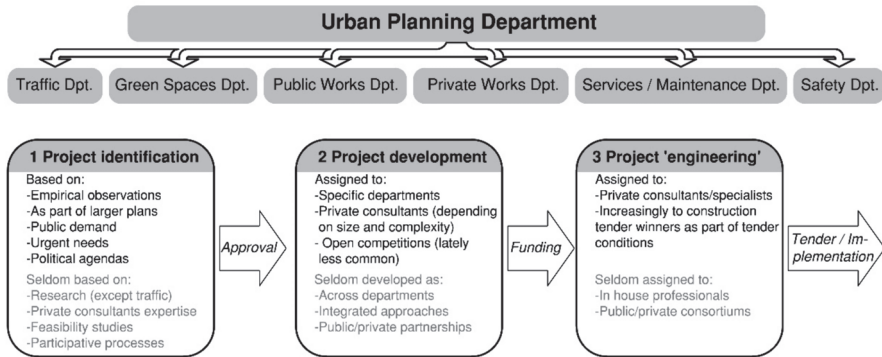 Urban Planning Department
Traffic Dpt.
Green Spaces Dpt.
Public Works Dpt.
Private Works Dpt.
Services / Maintenance Dpt.
Safety Dpt.
1 Project identification
Based on:
-Empirical observations
-As part of larger plans
-Public demand
-Urgent needs
-Political agendas
Seldom based on:
-Research (except traffic)
-Private consultants expertise
-Feasibility studies
-Participative processes
Approval
2 Project development
Assigned to:
-Specific departments
-Private consultants (depending
on size and complexity)
- Open competitions (lately
less common)
Seldom developed as:
-Across departments
-Integrated approaches
-Public/private partnerships
Funding
3 Project 'engineering'
Assigned to:
-Private consultants/specialists
-Increasingly to construction
tender winners as part of tender
conditions
Seldom assigned to:
-In house professionals
-Public/private consortiums
Tender / Im-
plementation